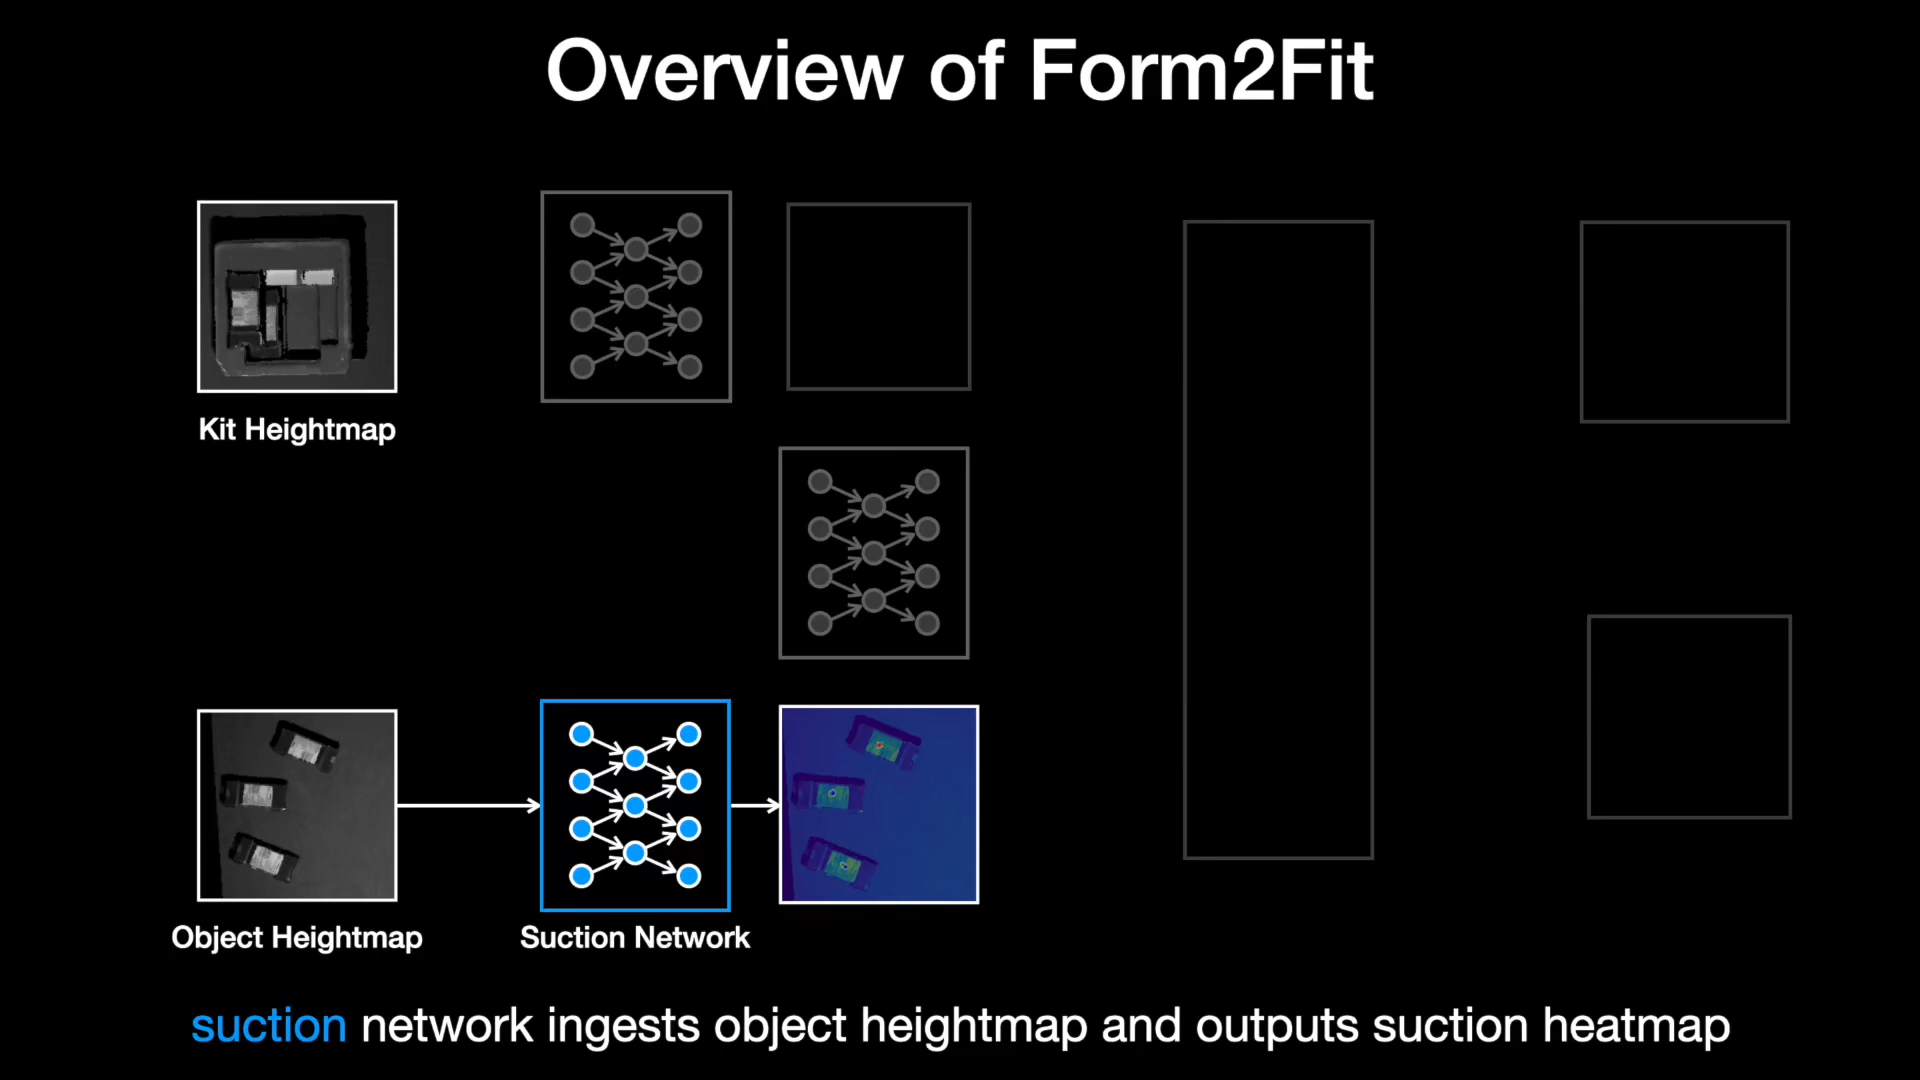 Overview of Form2Fit
Kit Heightmap
Object Heightmap
Suction Network
suction network ingests object heightmap and outputs suction heatmap